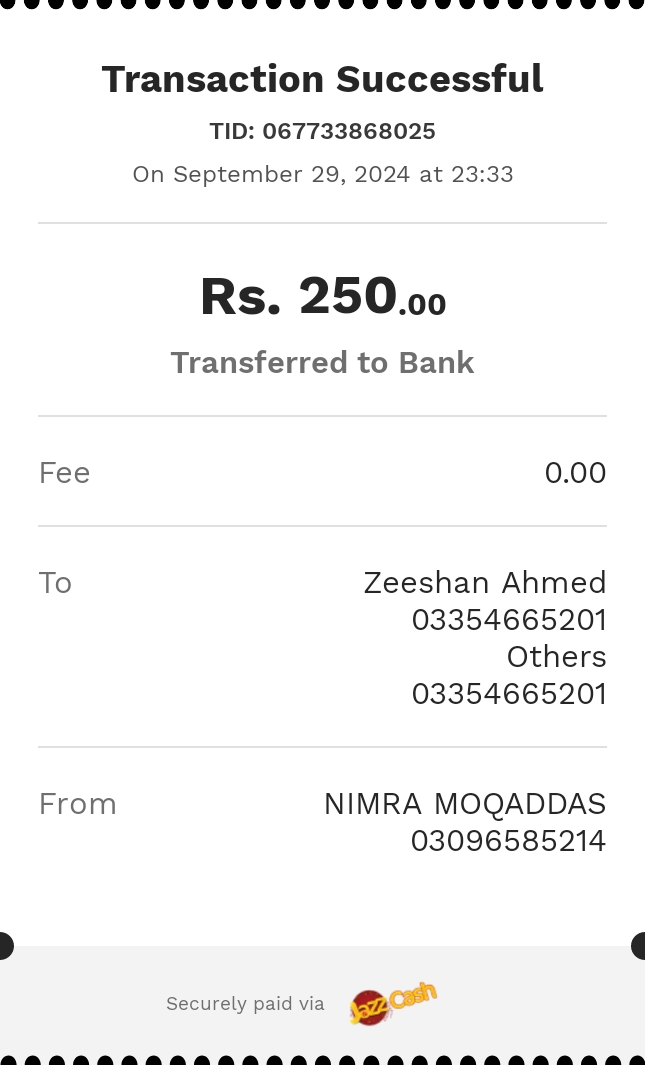 Transaction Successful
TID: 067733868025
On September 29, 2024 at 23:33
Rs. 250.00
Transferred to Bank
Fee 0.00
To Zeeshan Ahmed
03354665201
Others
03354665201
From NIMRA MOQADDAS
03096585214
Securely paid via JazzCash